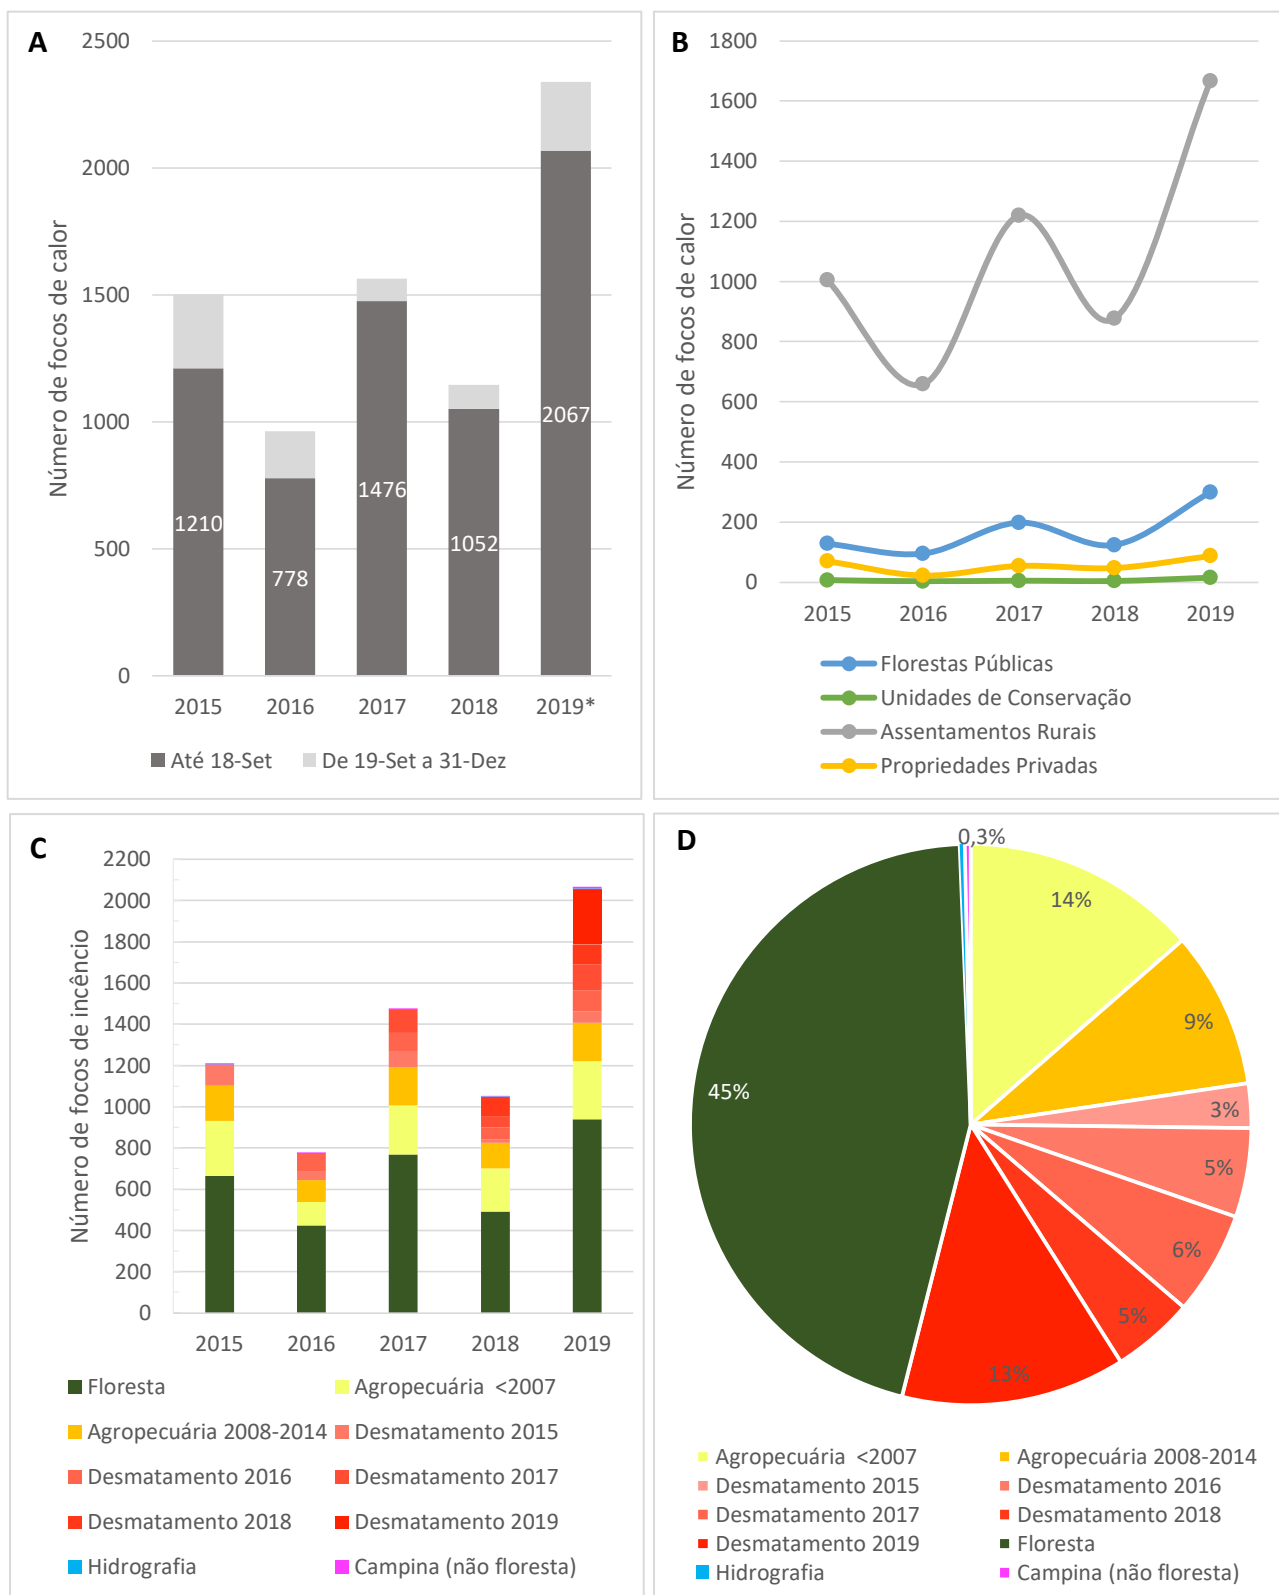 A
2500
2000
1500
1000
500
0
Número de focos de calor
1210
778
1476
1052
2067
2015
2016
2017
2018
2019*
Até 18-Set
De 19-Set a 31-Dez
B
1800
1600
1400
1200
1000
800
600
400
200
0
Número de focos de calor
2015
2016
2017
2018
2019
Florestas Públicas
Unidades de Conservação
Assentamentos Rurais
Propriedades Privadas
C
2200
2000
1800
1600
1400
1200
1000
800
600
400
200
0
Número de focos de incêncio
2015
2016
2017
2018
2019
Floresta
Agropecuária <2007
Agropecuária 2008-2014
Desmatamento 2015
Desmatamento 2016
Desmatamento 2017
Desmatamento 2018
Desmatamento 2019
Hidrografia
Campina (não floresta)
D
0,3%
14%
9%
3%
5%
6%
5%
13%
45%
Agropecuária <2007
Agropecuária 2008-2014
Desmatamento 2015
Desmatamento 2016
Desmatamento 2017
Desmatamento 2018
Desmatamento 2019
Floresta
Hidrografia
Campina (não floresta)